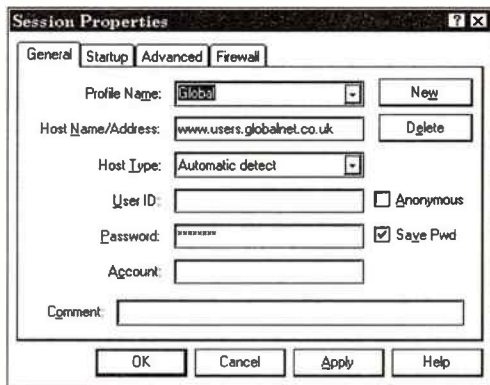 Session Properties
General Startup Advanced Firewall
Profile Name: Global New
Host Name/Address: www.users.globalnet.co.uk Delete
Host Type: Automatic detect
User ID: Anonymous
Password: ******** Save Pwd
Account:
Comment:
OK Cancel Apply Help